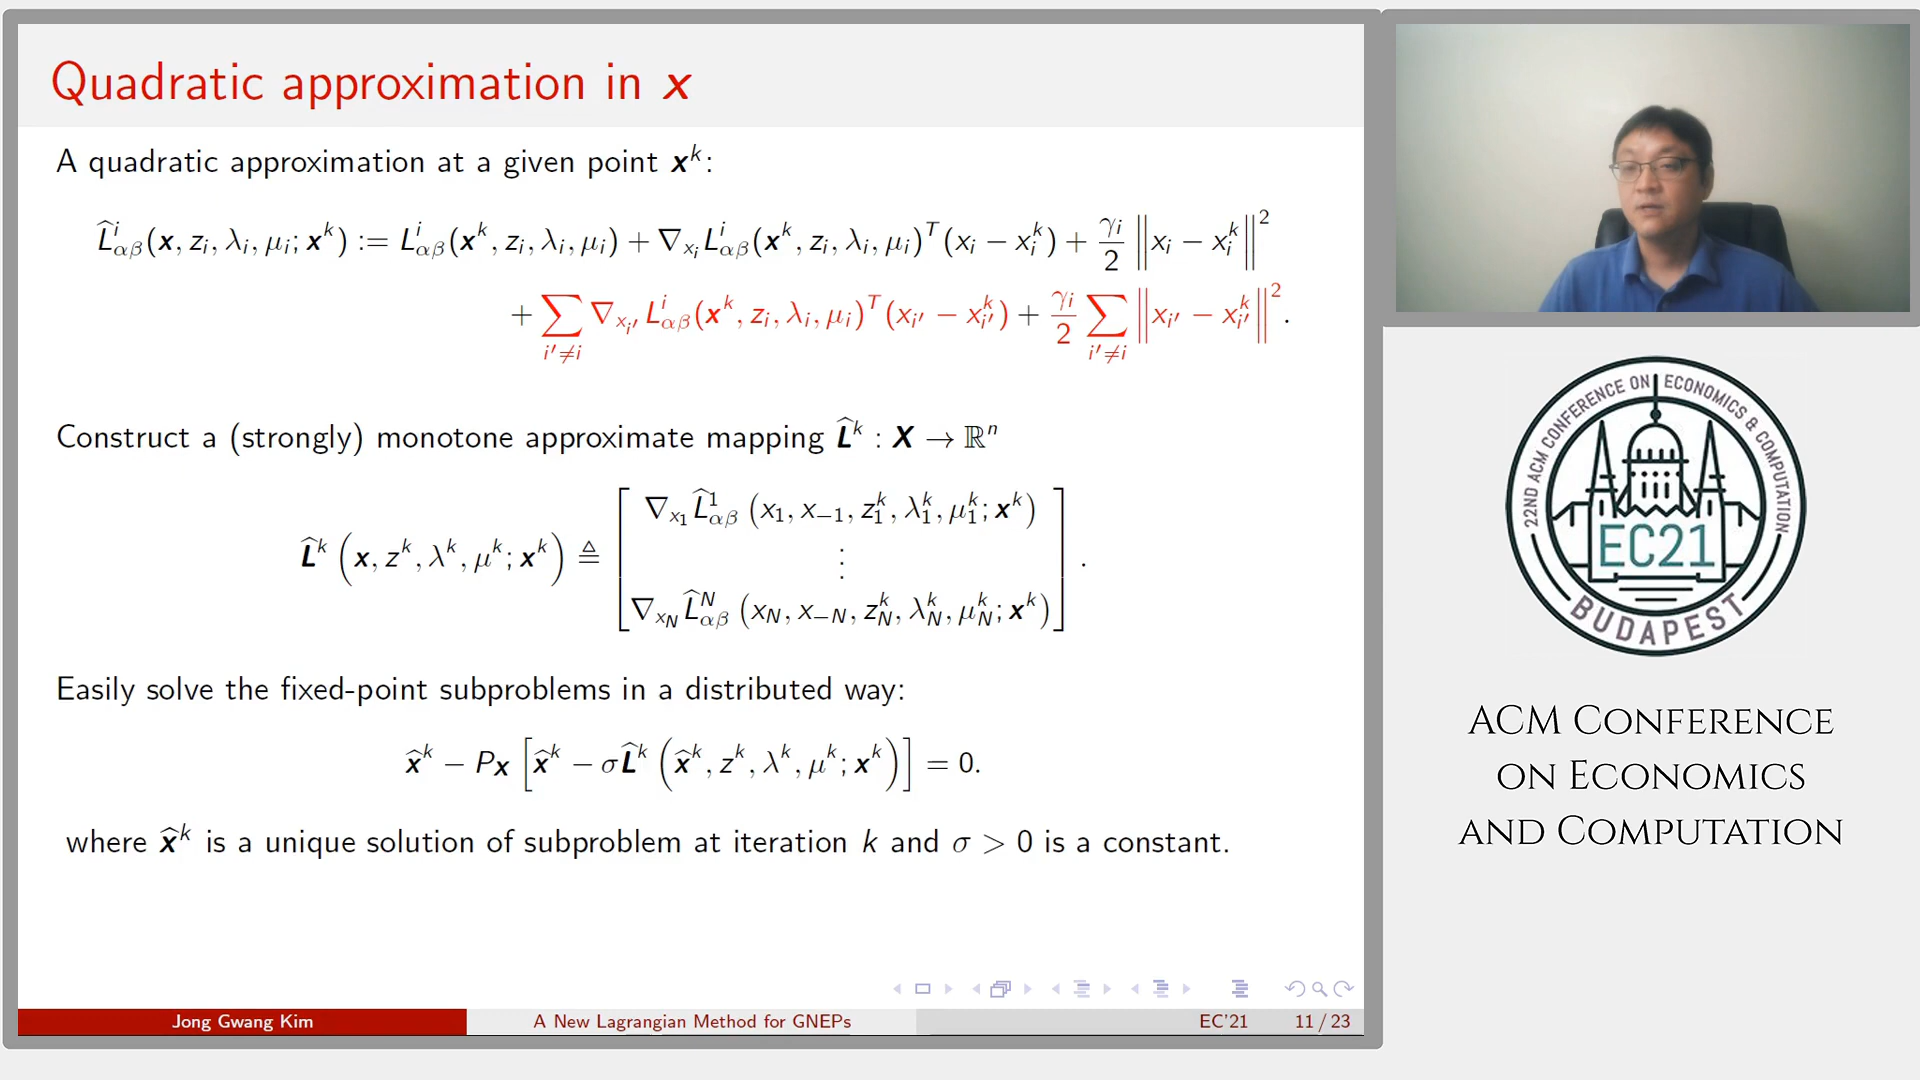 Quadratic approximation in x
A quadratic approximation at a given point x^k:
L̂^i_{αβ}(x, z_i, λ_i, μ_i; x^k) := L^i_{αβ}(x^k, z_i, λ_i, μ_i) + ∇_{x_i} L^i_{αβ}(x^k, z_i, λ_i, μ_i)^T (x_i − x_i^k) + γ_i/2 ‖x_i − x_i^k‖^2
+ ∑_{i′≠i} ∇_{x_{i′}} L^i_{αβ}(x^k, z_i, λ_i, μ_i)^T (x_{i′} − x_{i′}^k) + γ_i/2 ∑_{i′≠i} ‖x_{i′} − x_{i′}^k‖^2.
Construct a (strongly) monotone approximate mapping L̂^k : X → ℝ^n
L̂^k (x, z^k, λ^k, μ^k; x^k) ≜ [ ∇_{x_1} L̂^1_{αβ} (x_1, x_{−1}, z_1^k, λ_1^k, μ_1^k; x^k)
⋮
∇_{x_N} L̂^N_{αβ} (x_N, x_{−N}, z_N^k, λ_N^k, μ_N^k; x^k) ] .
Easily solve the fixed-point subproblems in a distributed way:
x̂^k − P_X [ x̂^k − σL̂^k (x̂^k, z^k, λ^k, μ^k; x^k) ] = 0.
where x̂^k is a unique solution of subproblem at iteration k and σ > 0 is a constant.
Jong Gwang Kim
A New Lagrangian Method for GNEPs
EC'21
11 / 23
22ND ACM CONFERENCE ON ECONOMICS & COMPUTATION
EC21
BUDAPEST
ACM Conference
on Economics
and Computation